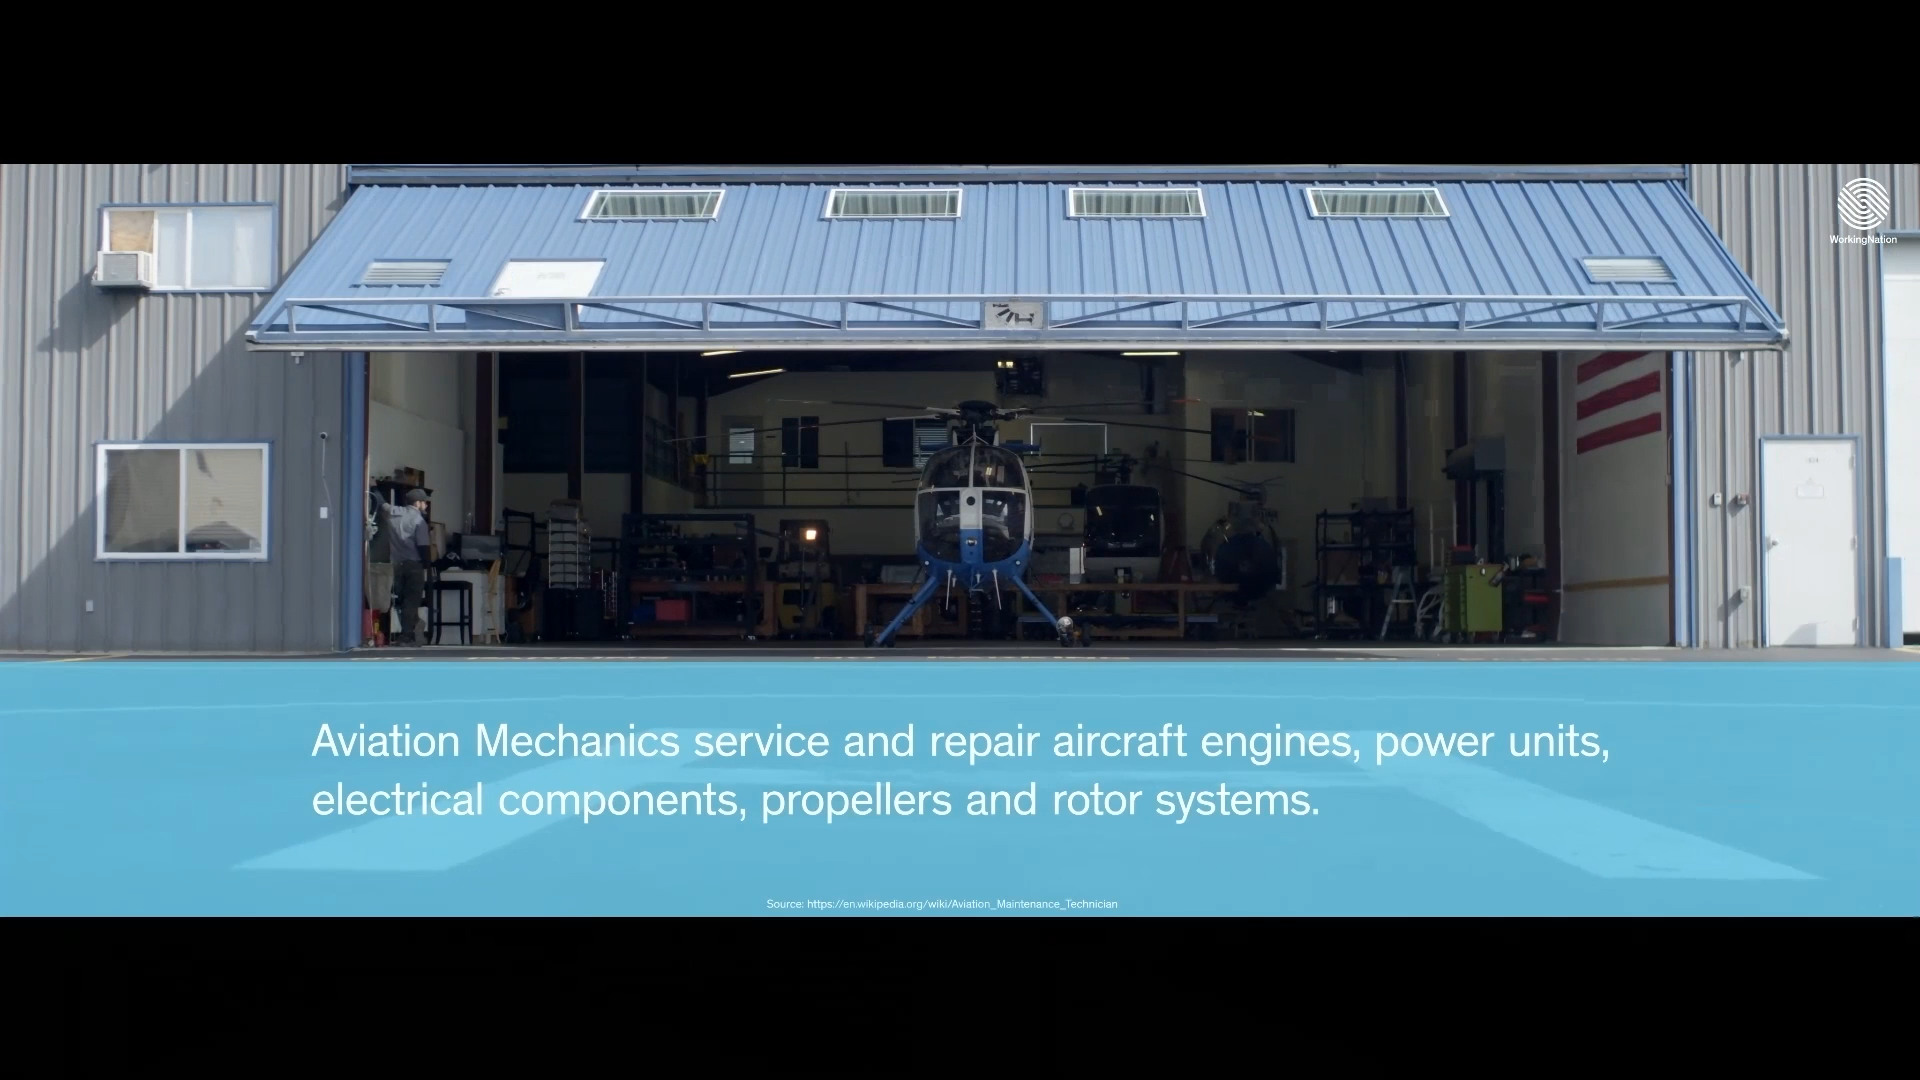 WorkingNation
Aviation Mechanics service and repair aircraft engines, power units,
electrical components, propellers and rotor systems.
Source: https://en.wikipedia.org/wiki/Aviation_Maintenance_Technician